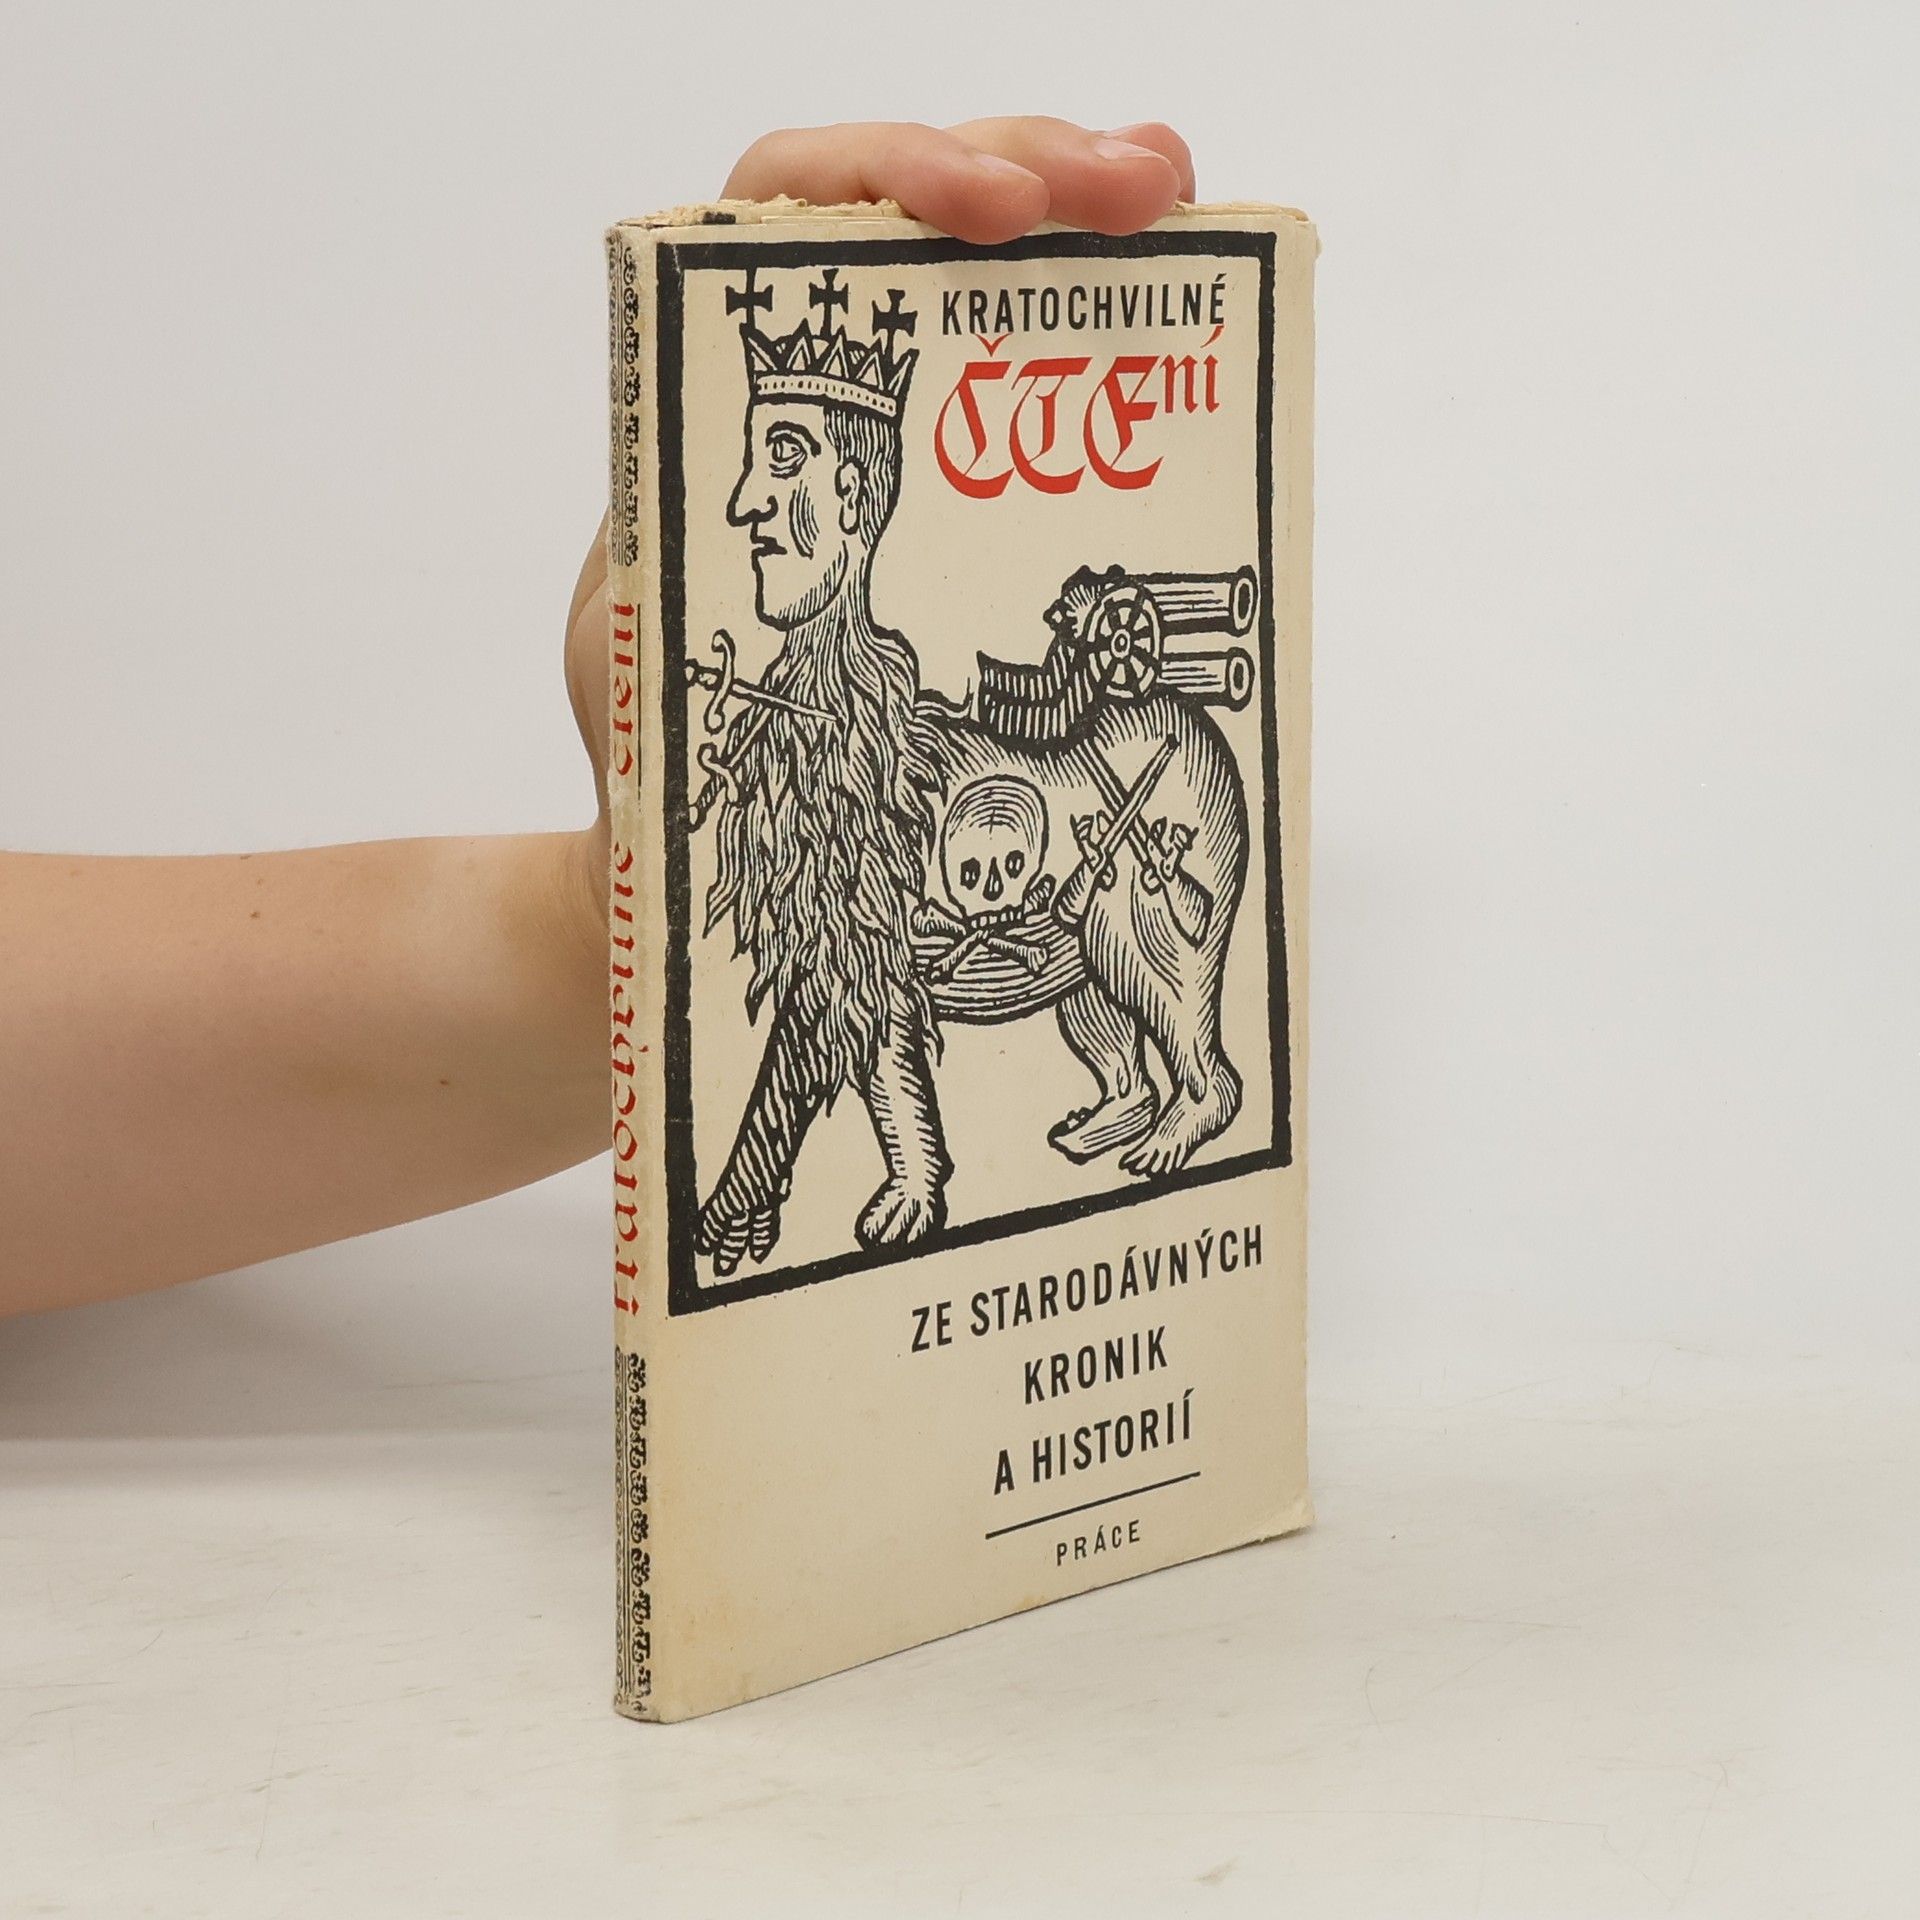 KRATOCHVILNÉ
ČTEní
ZE STARODÁVNÝCH
KRONIK
A HISTORIÍ
PRÁCE
kratochvilné čtení